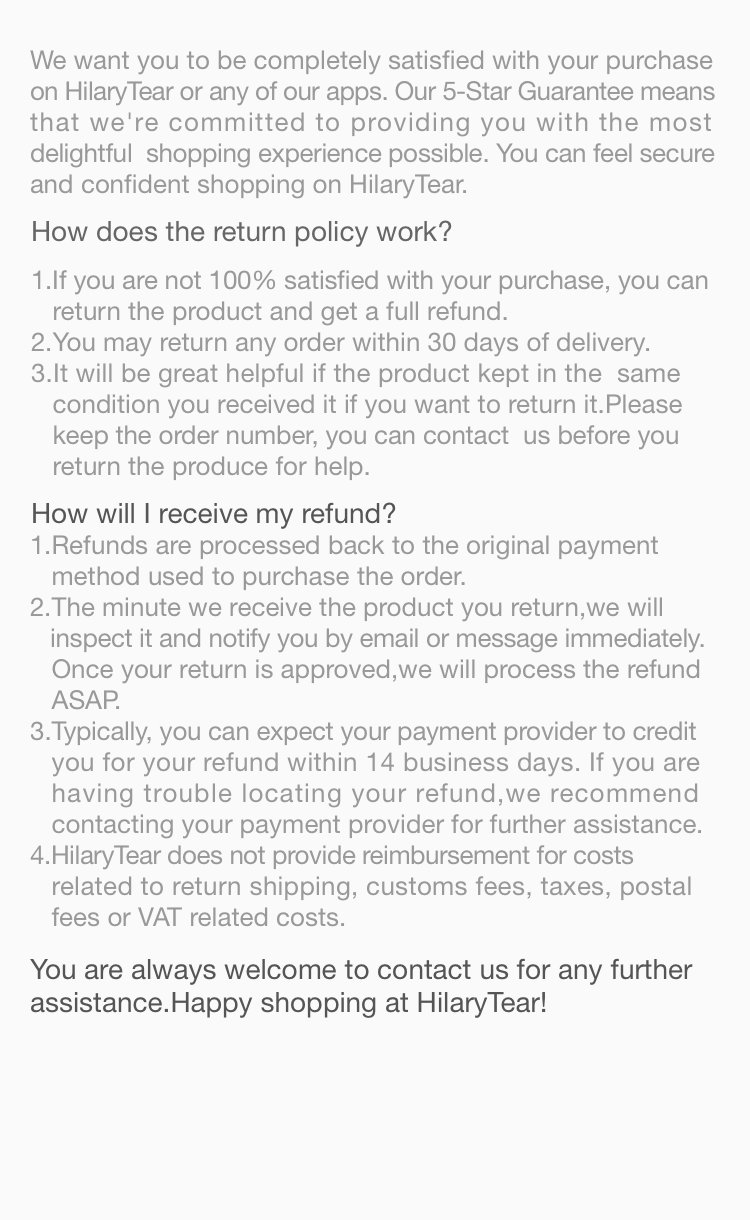 We want you to be completely satisfied with your purchase
on HilaryTear or any of our apps. Our 5-Star Guarantee means
that we're committed to providing you with the most
delightful  shopping experience possible. You can feel secure
and confident shopping on HilaryTear.
How does the return policy work?
1.If you are not 100% satisfied with your purchase, you can
return the product and get a full refund.
2.You may return any order within 30 days of delivery.
3.It will be great helpful if the product kept in the  same
condition you received it if you want to return it.Please
keep the order number, you can contact  us before you
return the produce for help.
How will I receive my refund?
1.Refunds are processed back to the original payment
method used to purchase the order.
2.The minute we receive the product you return,we will
inspect it and notify you by email or message immediately.
Once your return is approved,we will process the refund
ASAP.
3.Typically, you can expect your payment provider to credit
you for your refund within 14 business days. If you are
having trouble locating your refund,we recommend
contacting your payment provider for further assistance.
4.HilaryTear does not provide reimbursement for costs
related to return shipping, customs fees, taxes, postal
fees or VAT related costs.
You are always welcome to contact us for any further
assistance.Happy shopping at HilaryTear!